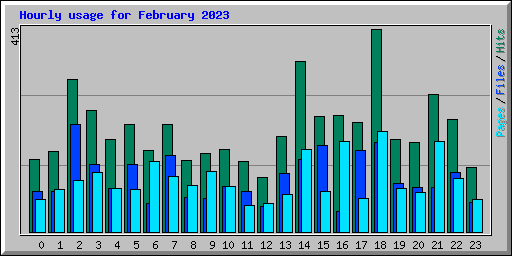 Hourly usage for February 2023
413
Pages/Files/Hits
0 1 2 3 4 5 6 7 8 9 10 11 12 13 14 15 16 17 18 19 20 21 22 23